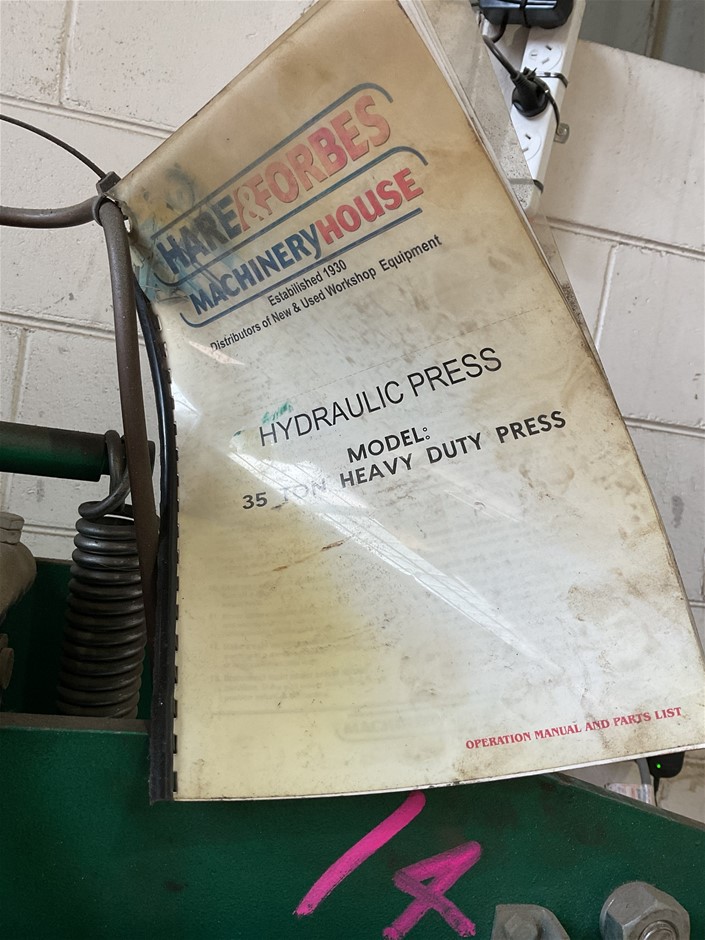 HARE&FORBES
MACHINERYHOUSE
Established 1930
Distributors of New & Used Workshop Equipment
HYDRAULIC PRESS
MODEL:
35 TON HEAVY DUTY PRESS
OPERATION MANUAL AND PARTS LIST